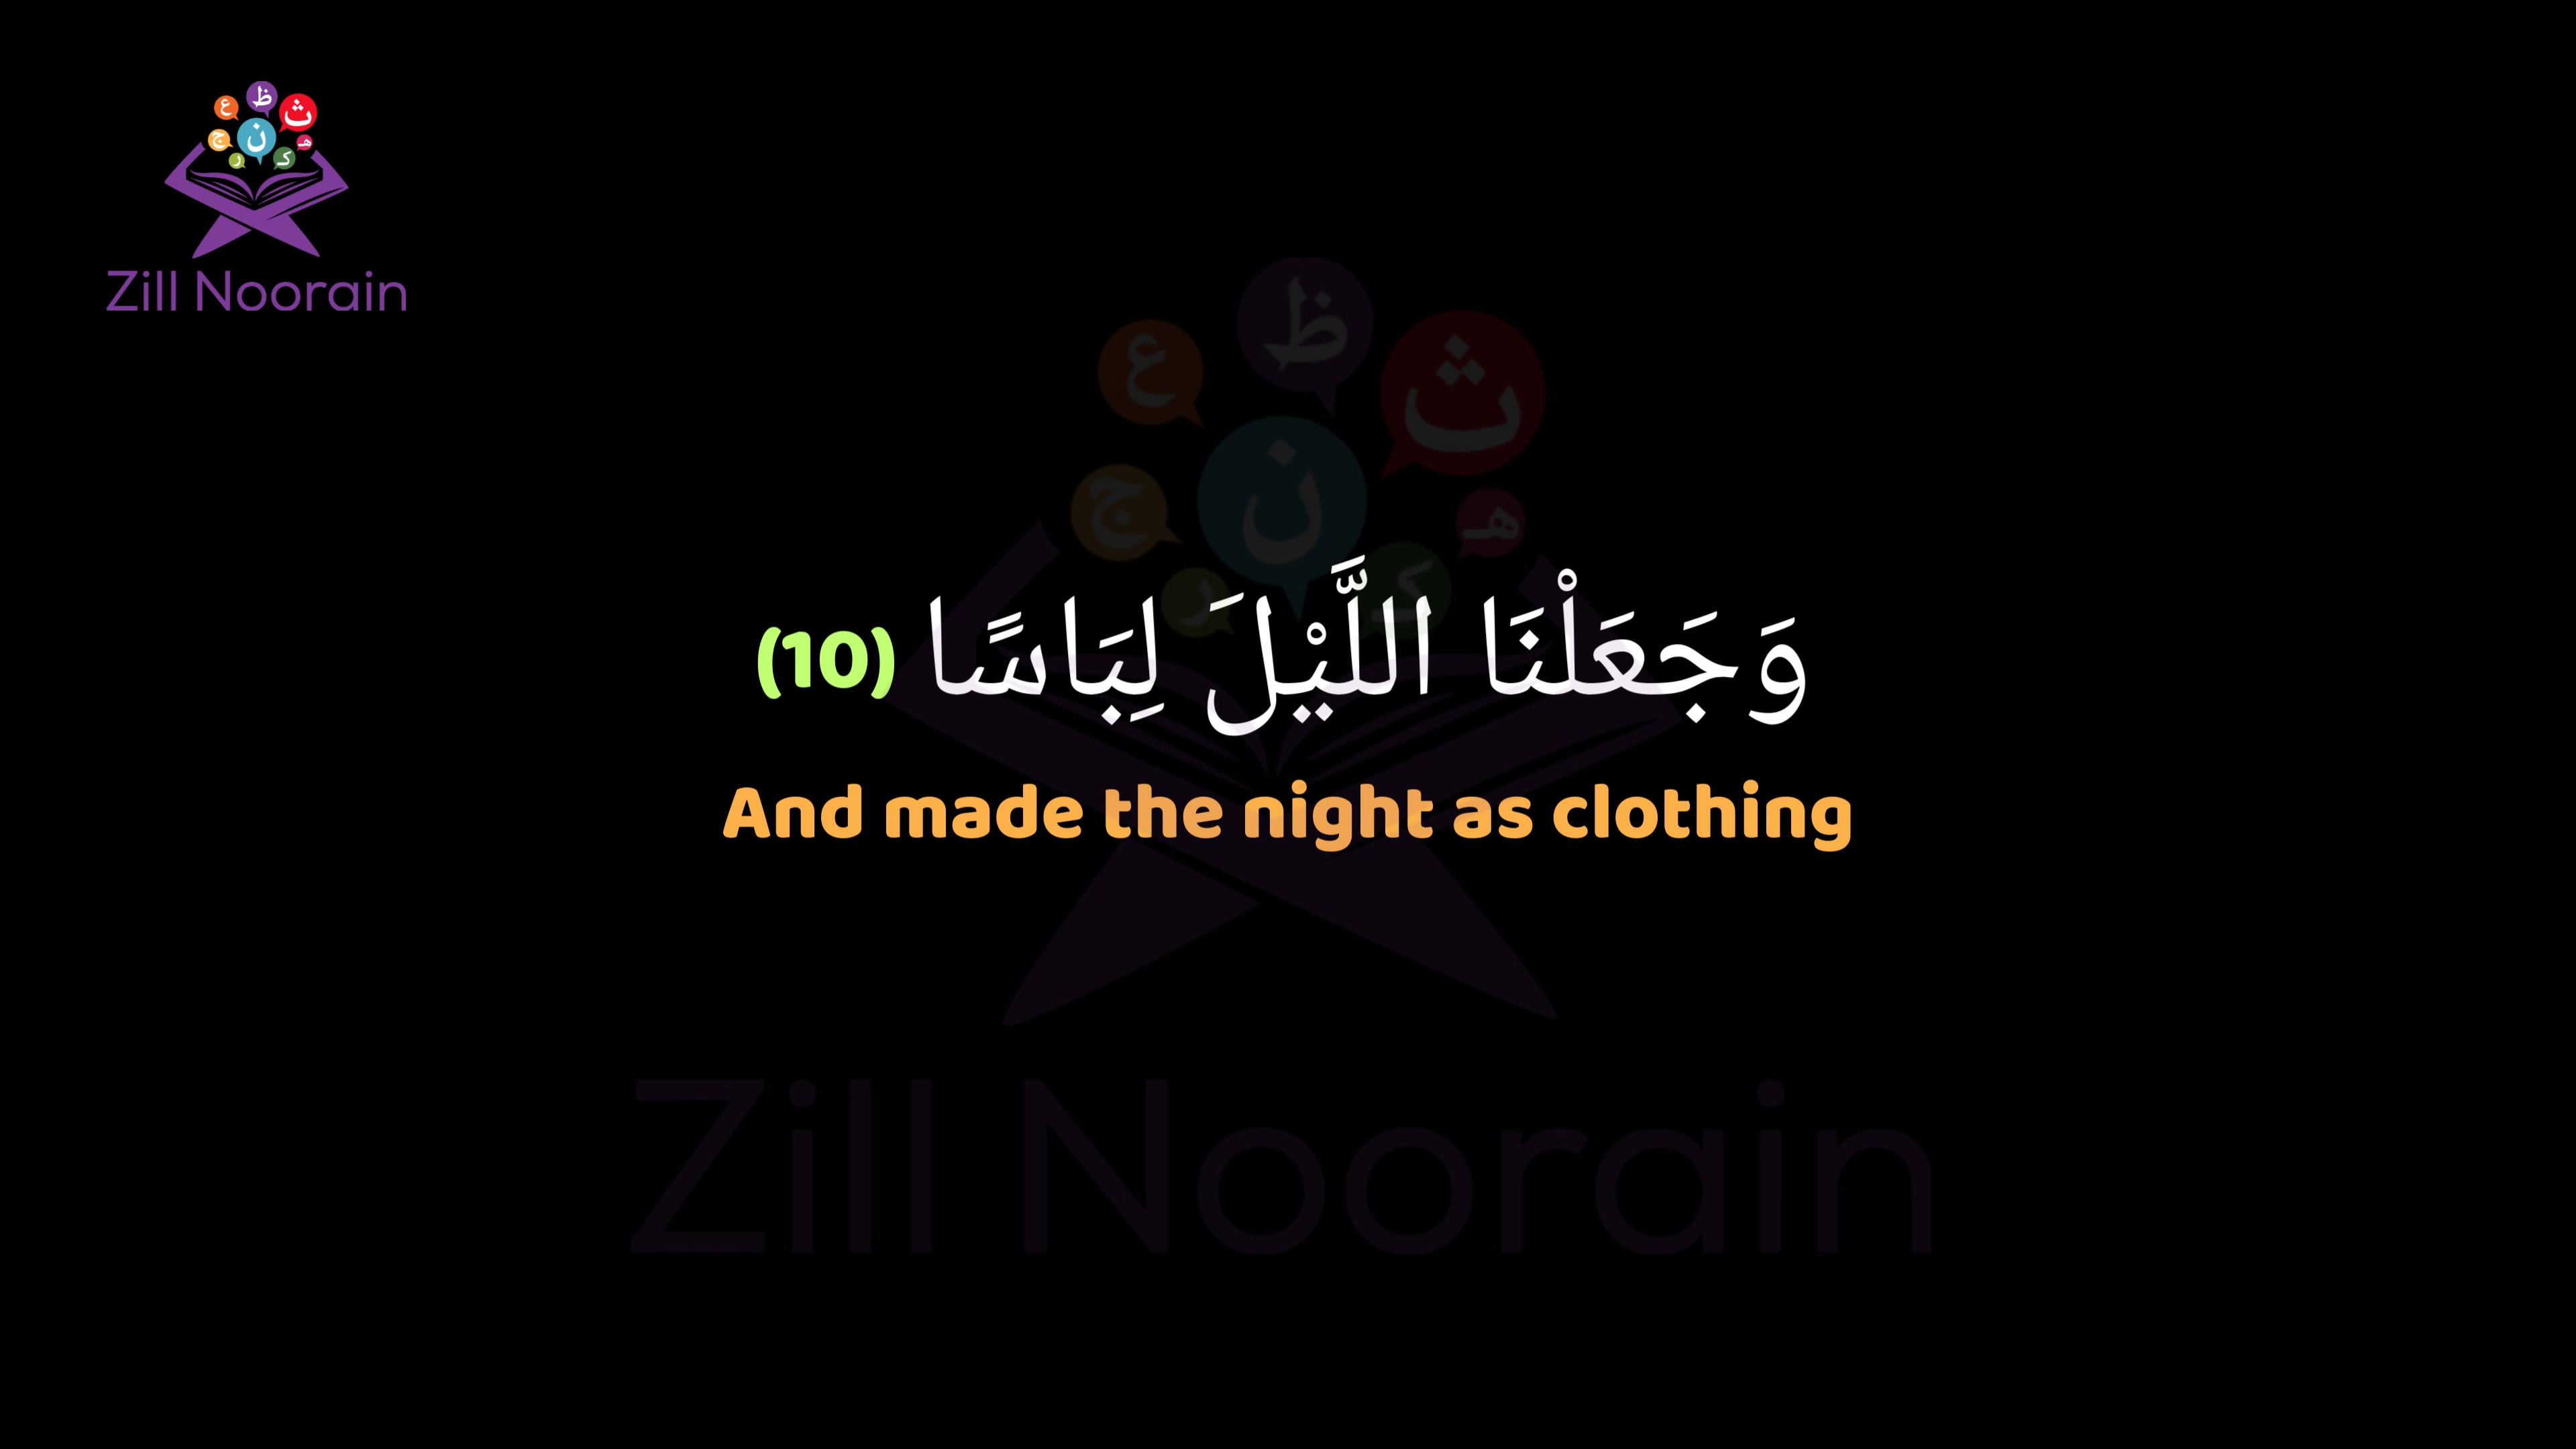 ظ
ع
ث
ن
ج
ه
ر
ک
Zill Noorain
وَجَعَلْنَا اللَّيْلَ لِبَاسًا (10)
And made the night as clothing
ظ
ع
ث
ن
ج
ه
ر
ک
Zill Noorain